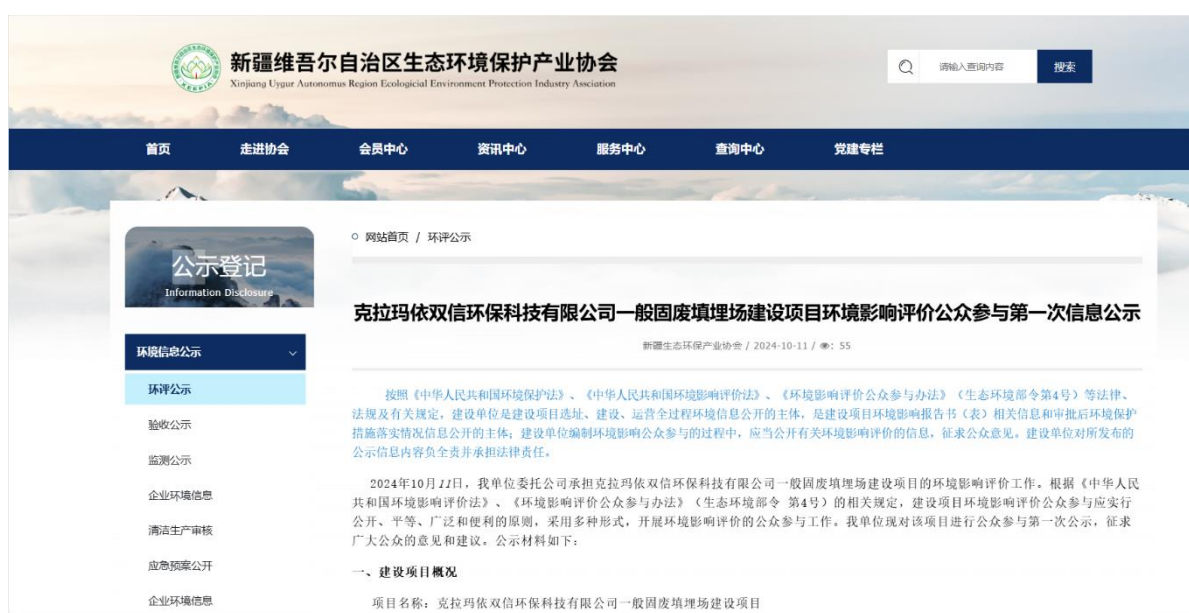 新疆维吾尔自治区生态环境保护产业协会
Xinjiang Uygur Autonomus Region Ecologicial Environment Protection Industry Assciation
请输入查询内容
搜索
首页 走进协会 会员中心 资讯中心 服务中心 查询中心 党建专栏
公示登记
Information Disclosure
环境信息公示
环评公示
验收公示
监测公示
企业环境信息
清洁生产审核
应急预案公开
企业环境信息
网站首页 / 环评公示
克拉玛依双信环保科技有限公司一般固废填埋场建设项目环境影响评价公众参与第一次信息公示
新疆生态环保产业协会 / 2024-10-11 / : 55
按照《中华人民共和国环境保护法》、《中华人民共和国环境影响评价法》、《环境影响评价公众参与办法》（生态环境部令第4号）等法律、
法规及有关规定，建设单位是建设项目选址、建设、运营全过程环境信息公开的主体，是建设项目环境影响报告书（表）相关信息和审批后环境保护
措施落实情况信息公开的主体；建设单位编制环境影响公众参与的过程中，应当公开有关环境影响评价的信息，征求公众意见。建设单位对所发布的
公示信息内容负全责并承担法律责任。
2024年10月11日，我单位委托公司承担克拉玛依双信环保科技有限公司一般固废填埋场建设项目的环境影响评价工作。根据《中华人民
共和国环境影响评价法》、《环境影响评价公众参与办法》（生态环境部令 第4号）的相关规定，建设项目环境影响评价公众参与应实行
公开、平等、广泛和便利的原则，采用多种形式，开展环境影响评价的公众参与工作。我单位现对该项目进行公众参与第一次公示，征求
广大公众的意见和建议。公示材料如下：
一、建设项目概况
项目名称：克拉玛依双信环保科技有限公司一般固废填埋场建设项目